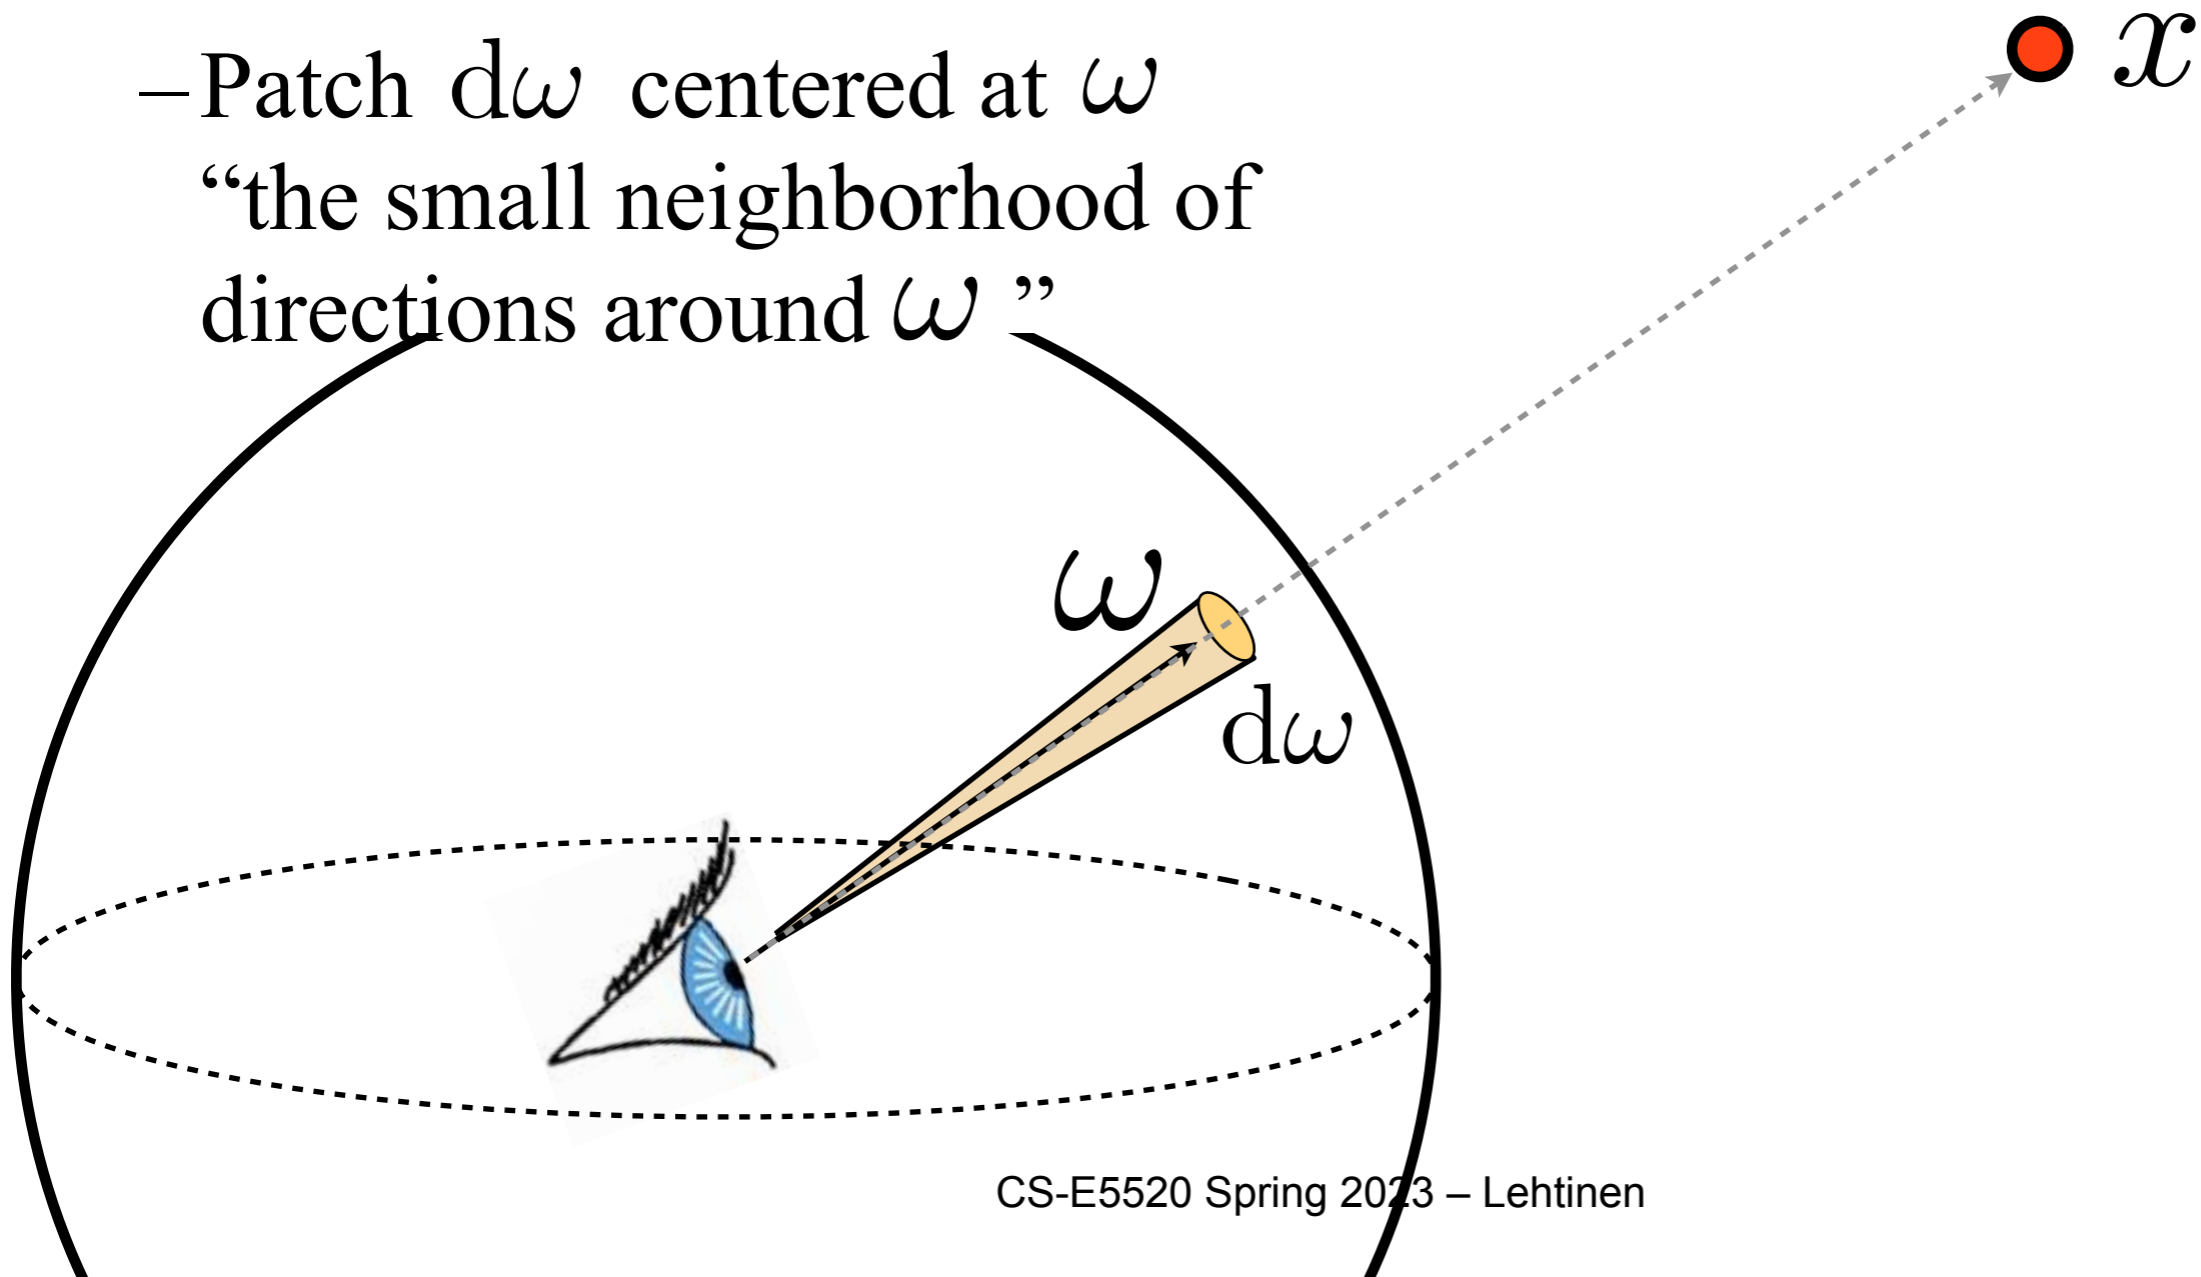 –Patch dω centered at ω
“the small neighborhood of
directions around ω ”
x
ω
dω
CS-E5520 Spring 2023 – Lehtinen